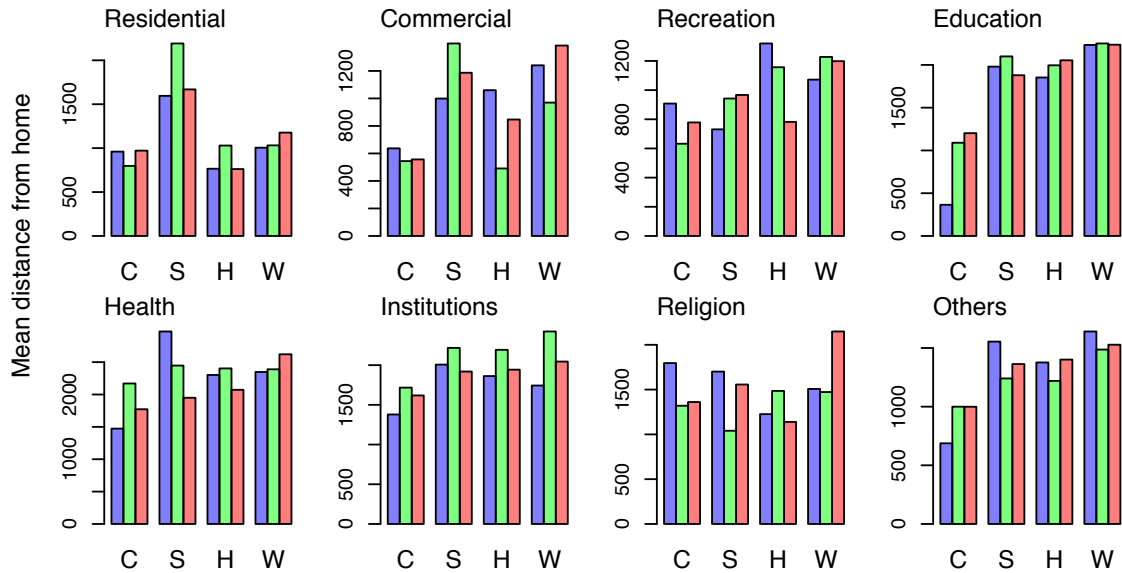 Mean distance from home
Residential
0
500
1500
C S H W
Commercial
0
400
800
1200
C S H W
Recreation
0
400
800
1200
C S H W
Education
0
500
1500
C S H W
Health
0
1000
2000
C S H W
Institutions
0
500
1500
C S H W
Religion
0
500
1500
C S H W
Others
0
500
1000
C S H W